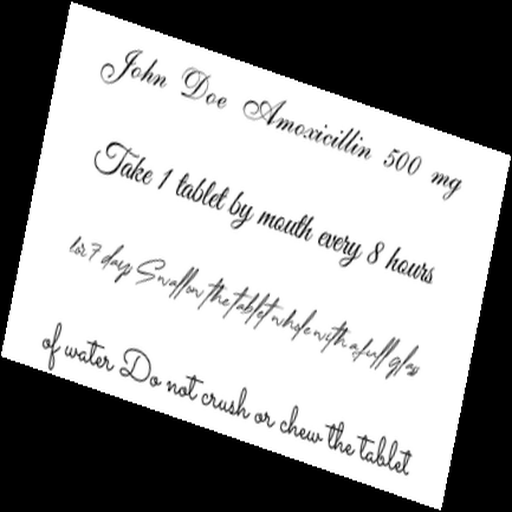 John Doe Amoxicillin 500 mg
Take 1 tablet by mouth every 8 hours
for 7 days Swallow the tablet whole with a full glass
of water Do not crush or chew the tablet